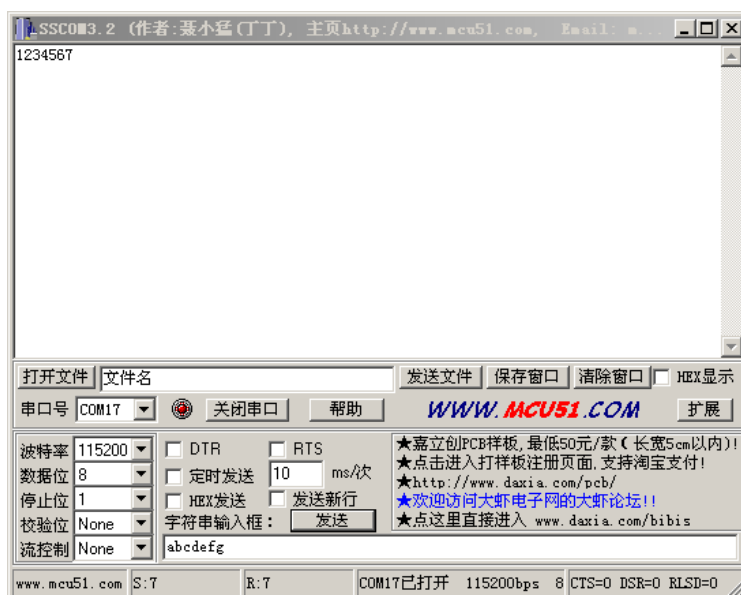 SSCOM3.2 (作者:聂小猛(丁丁), 主页http://www.mcu51.com, Email: m...
1234567
打开文件 文件名 发送文件 保存窗口 清除窗口 HEX显示
串口号 COM17 关闭串口 帮助 WWW.MCU51.COM 扩展
波特率 115200 DTR RTS
数据位 8 定时发送 10 ms/次
停止位 1 HEX发送 发送新行
校验位 None 字符串输入框: 发送
流控制 None abcdefg
★嘉立创PCB样板,最低50元/款(长宽5cm以内)!
★点击进入打样板注册页面.支持淘宝支付!
★http://www.daxia.com/pcb/
★欢迎访问大虾电子网的大虾论坛!!
★点这里直接进入 www.daxia.com/bibis
www.mcu51.com S:7 R:7 COM17已打开 115200bps 8 CTS=0 DSR=0 RLSD=0